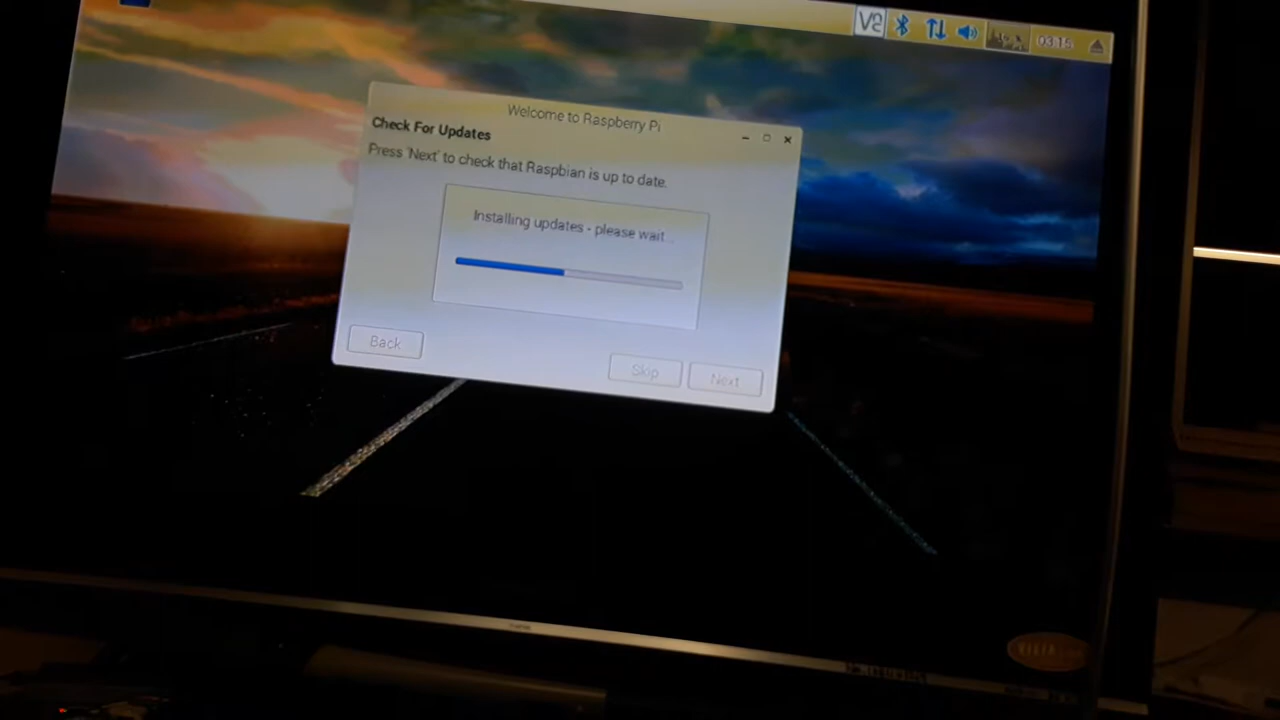 VS
03:15
Welcome to Raspberry Pi
Check For Updates
Press 'Next' to check that Raspbian is up to date.
Installing updates - please wait...
Back
Skip
Next